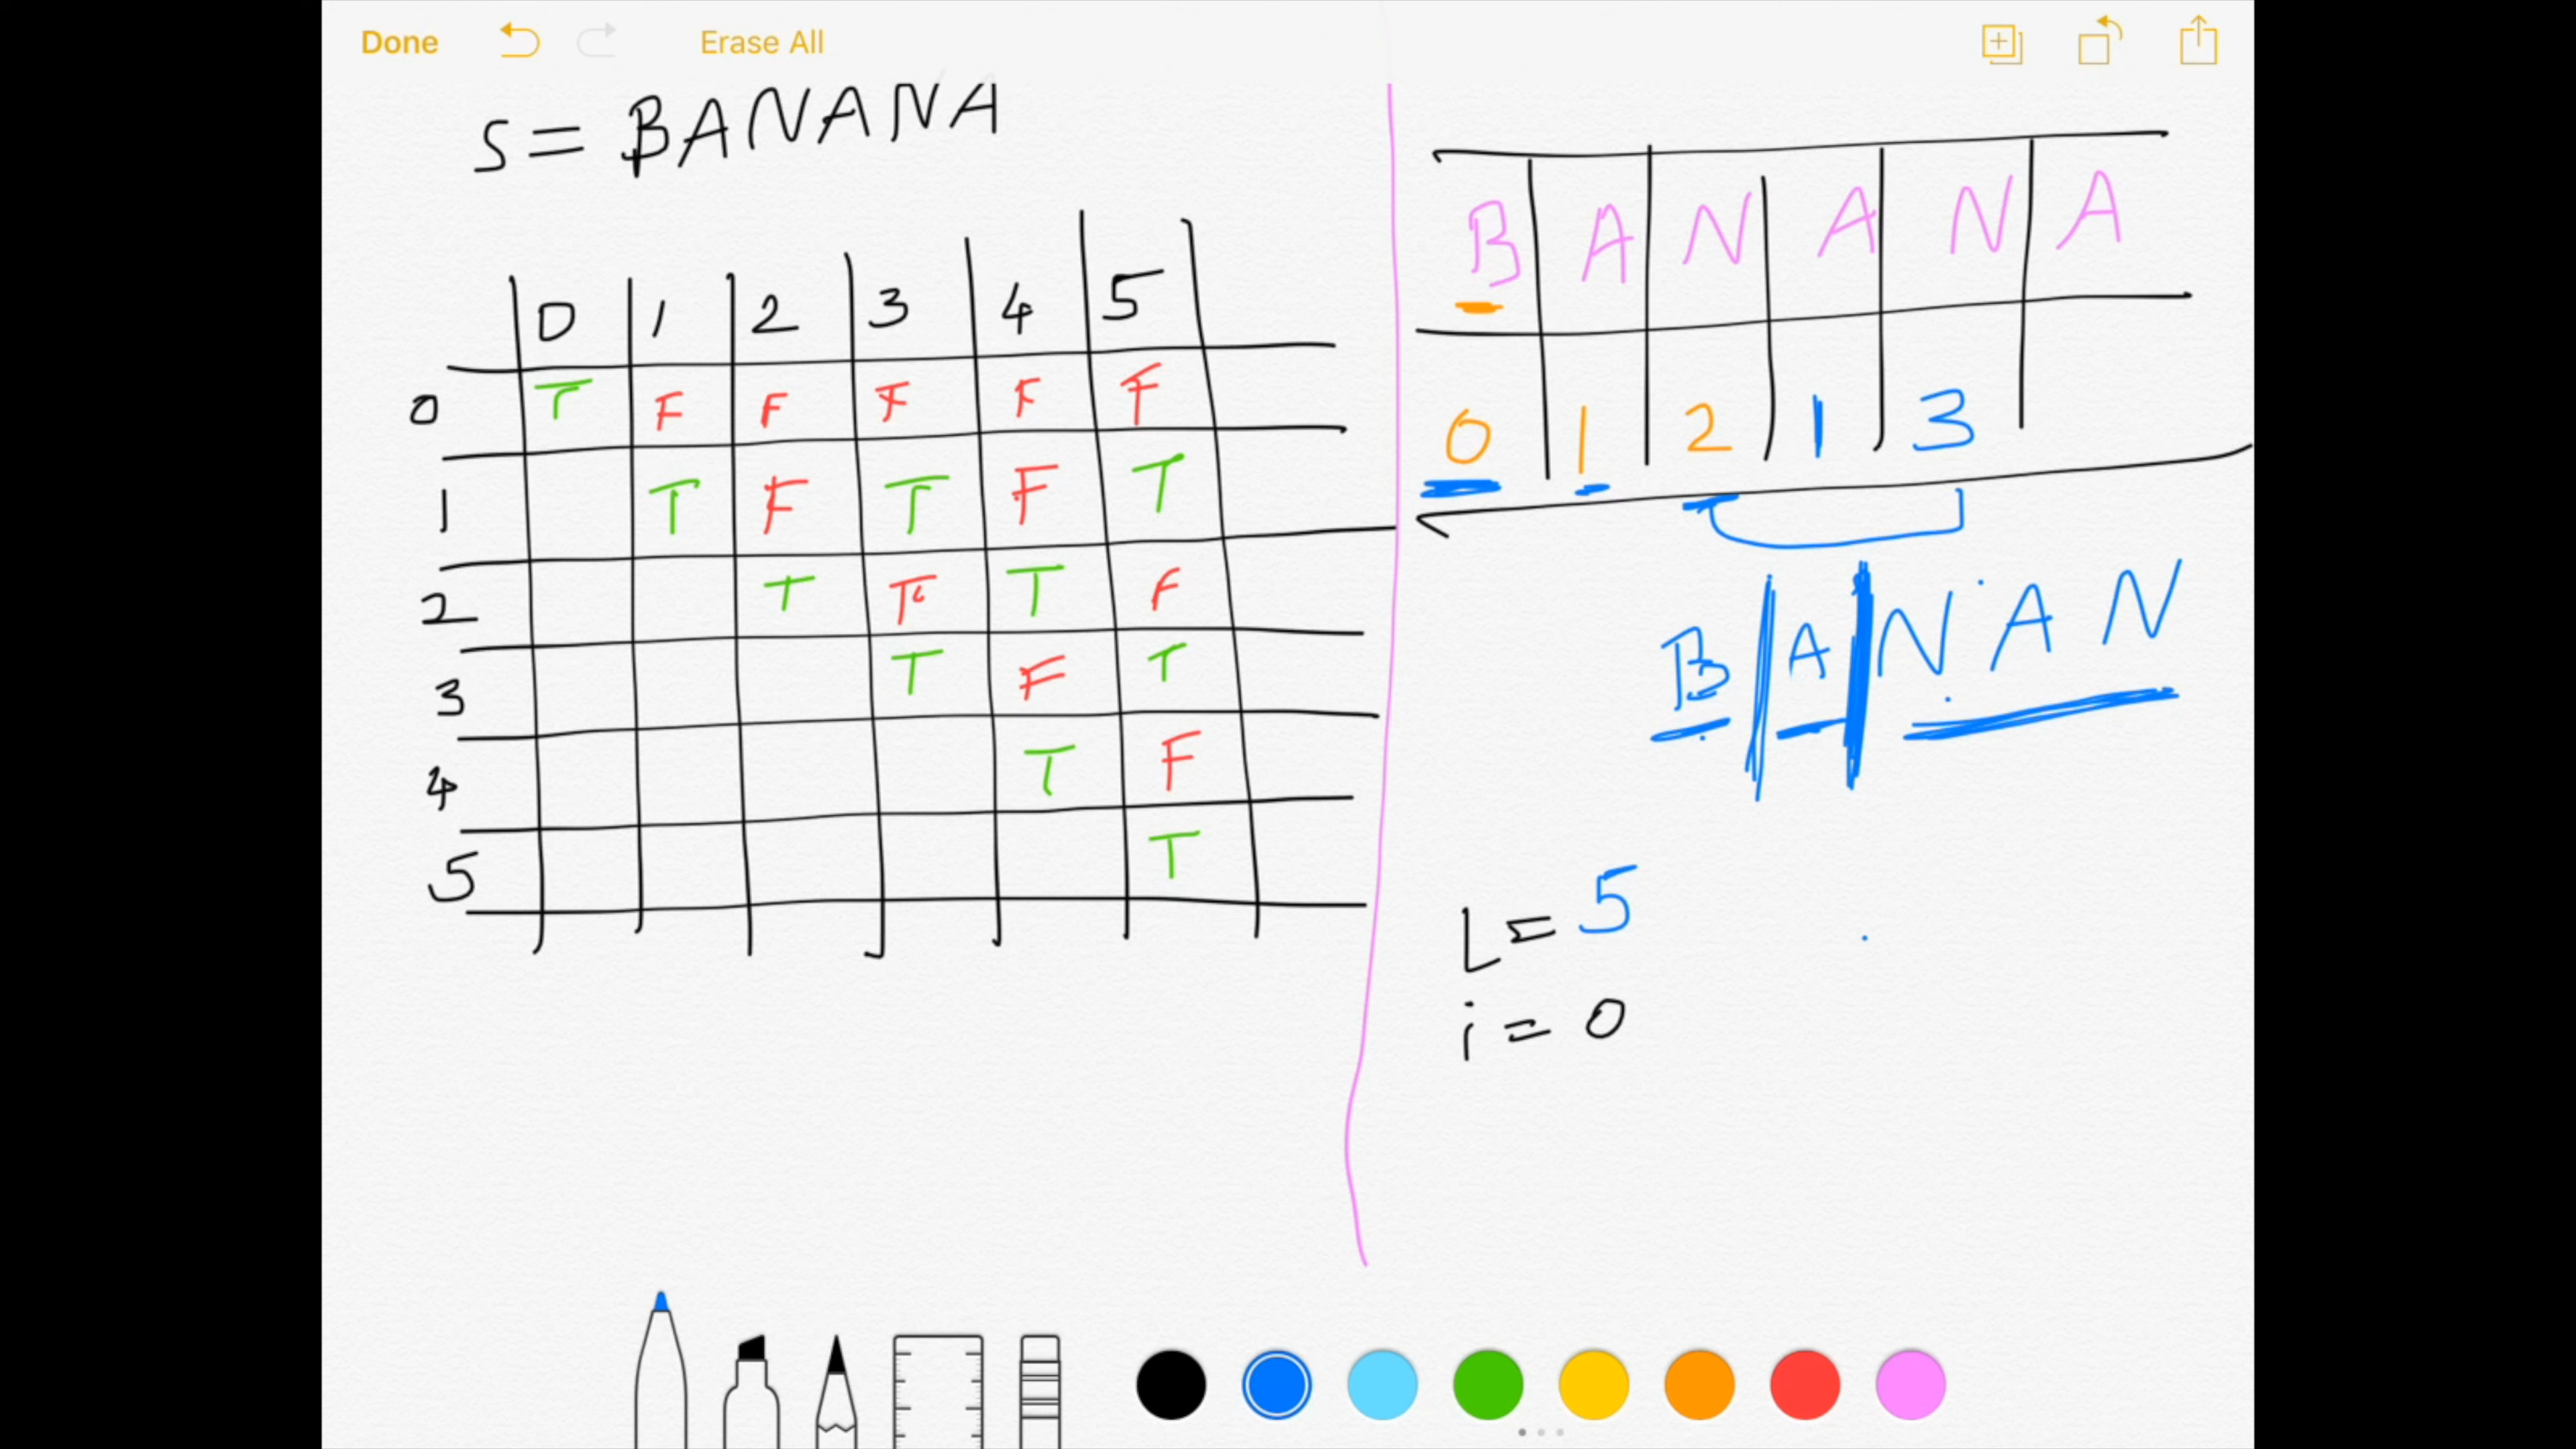 Done Erase All
S = BANANA
0 1 2 3 4 5
0 T F F F F F
1 T F T F T
2 T F T F
3 T F T
4 T F
5 T
B A N A N A
0 1 2 1 3
B A N A N
L = 5
i = 0